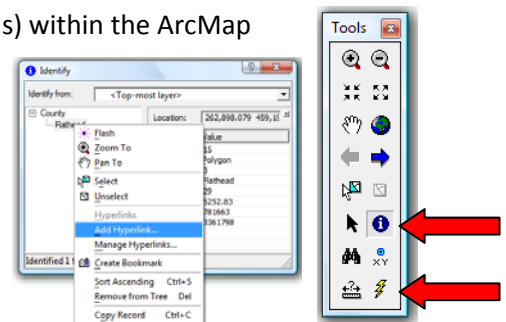 s) within the ArcMap
Tools
Identify
Identify from:
<Top-most layer>
County
Flathead
Location:
262,898.079 459,15
Value
15
Polygon
3
Flathead
29
5252.83
781663
3361798
Flash
Zoom To
Pan To
Select
Unselect
Hyperlinks
Add Hyperlink...
Manage Hyperlinks...
Create Bookmark
Sort Ascending Ctrl+S
Remove from Tree Del
Copy Record Ctrl+C
Identified 1 f
XY